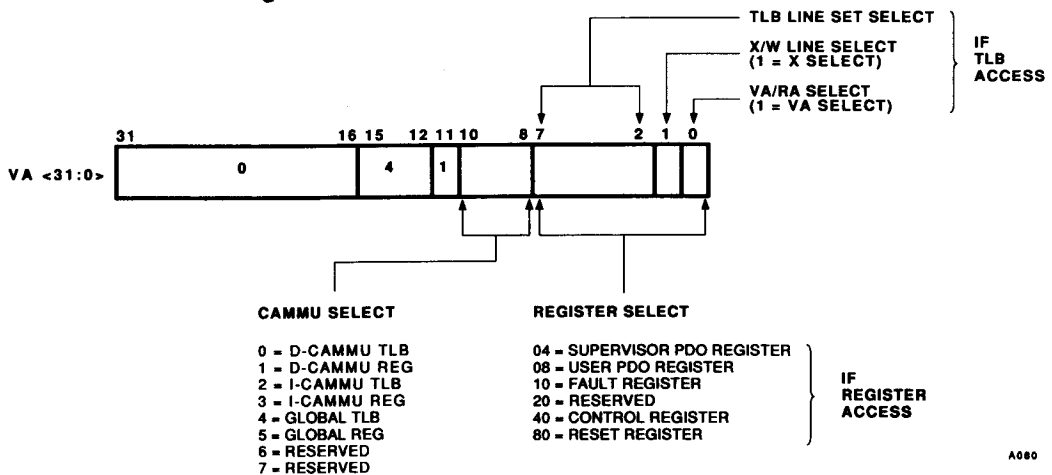 TLB LINE SET SELECT
X/W LINE SELECT
(1 = X SELECT)
VA/RA SELECT
(1 = VA SELECT)
IF
TLB
ACCESS
31 16 15 12 11 10 8 7 2 1 0
VA <31:0> 0 4 1
CAMMU SELECT
0 = D-CAMMU TLB
1 = D-CAMMU REG
2 = I-CAMMU TLB
3 = I-CAMMU REG
4 = GLOBAL TLB
5 = GLOBAL REG
6 = RESERVED
7 = RESERVED
REGISTER SELECT
04 = SUPERVISOR PDO REGISTER
08 = USER PDO REGISTER
10 = FAULT REGISTER
20 = RESERVED
40 = CONTROL REGISTER
80 = RESET REGISTER
IF
REGISTER
ACCESS
A080